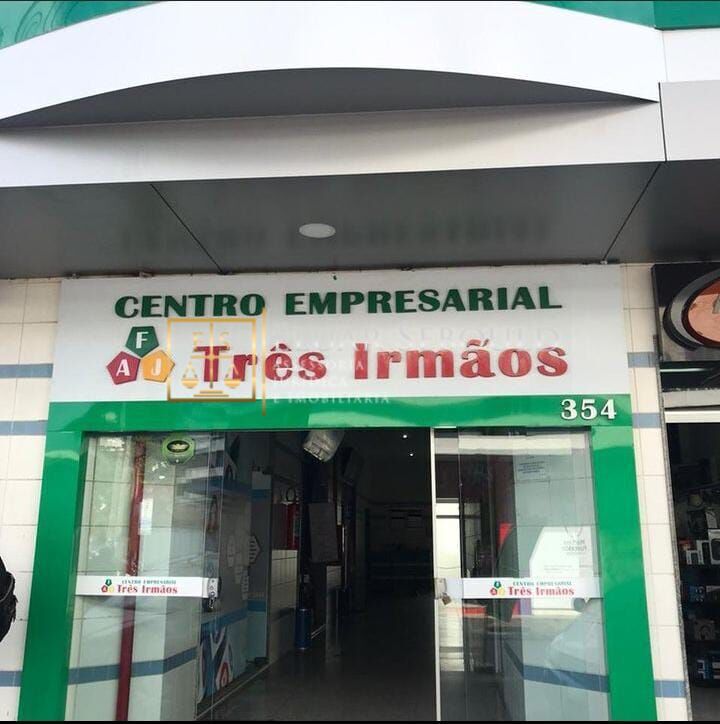 CENTRO EMPRESARIAL
F
A J
Três Irmãos
354
CENTRO EMPRESARIAL
Três Irmãos
CENTRO EMPRESARIAL
Três Irmãos